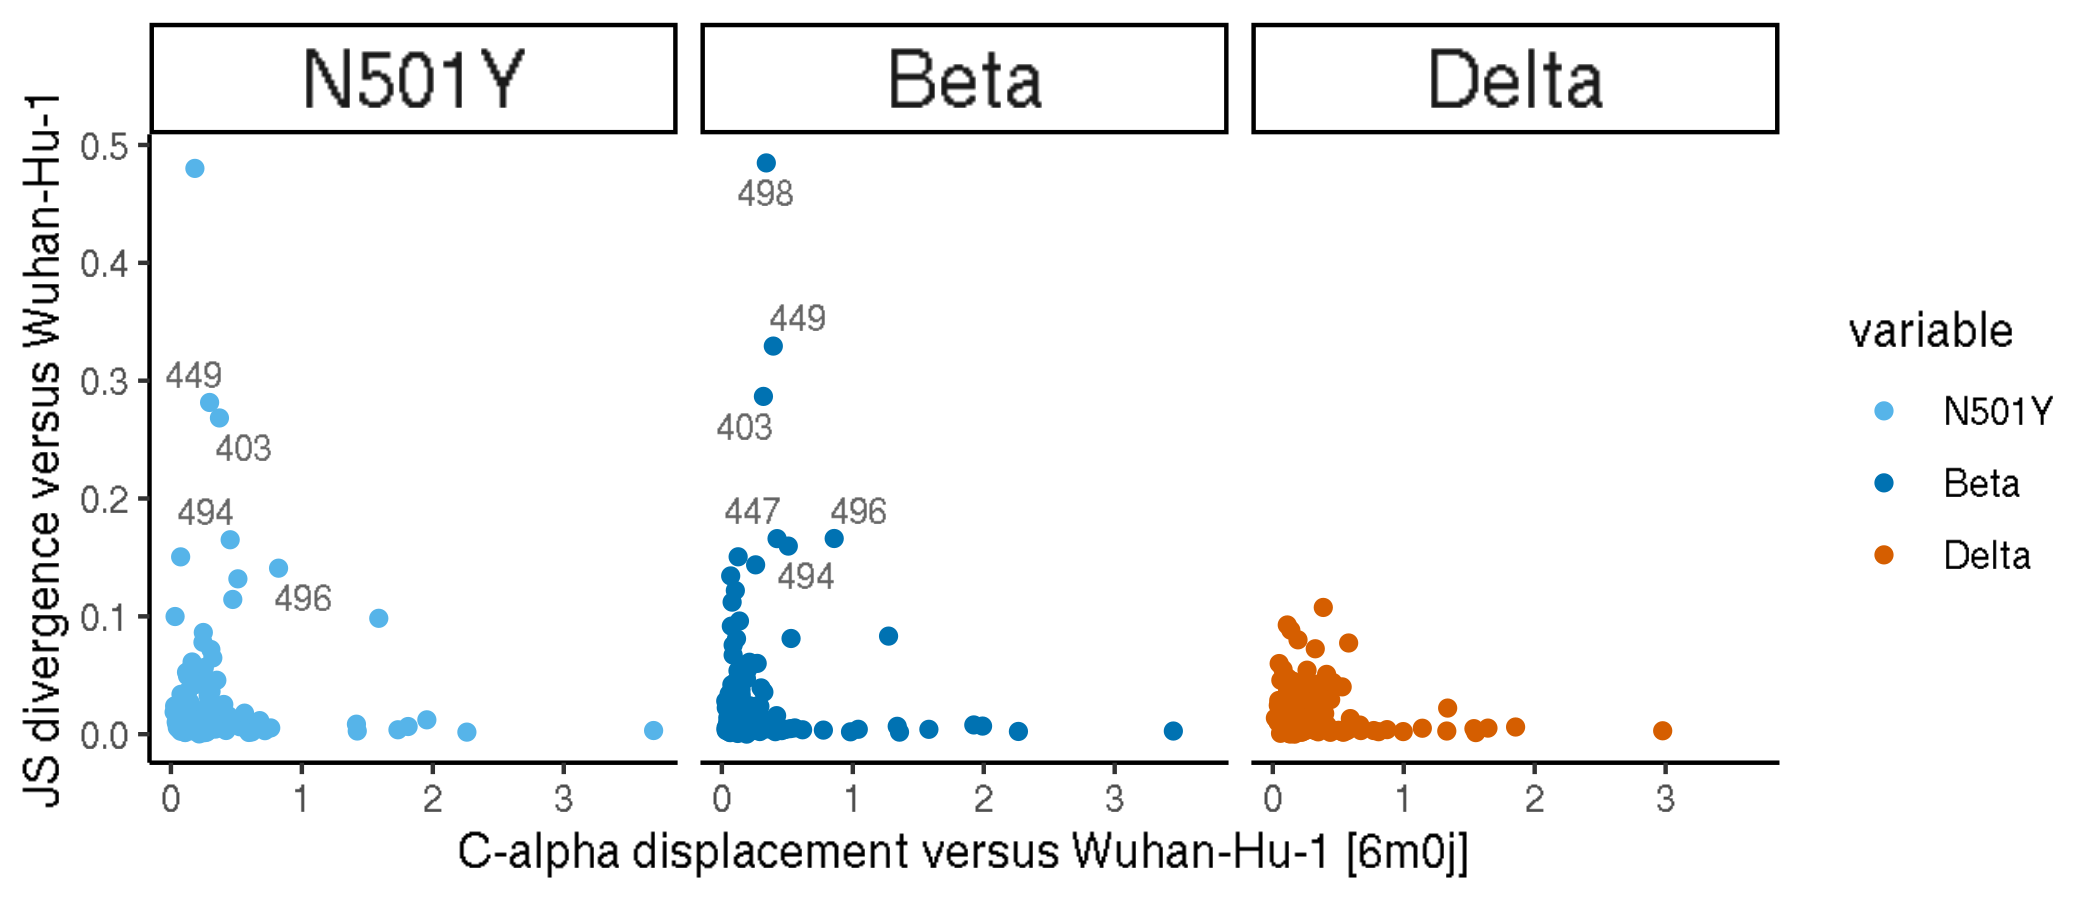 N501Y
Beta
Delta
JS divergence versus Wuhan-Hu-1
0.5
0.4
0.3
0.2
0.1
0.0
449
403
494
496
498
449
403
447
496
494
0 1 2 3
0 1 2 3
0 1 2 3
C-alpha displacement versus Wuhan-Hu-1 [6m0j]
variable
N501Y
Beta
Delta